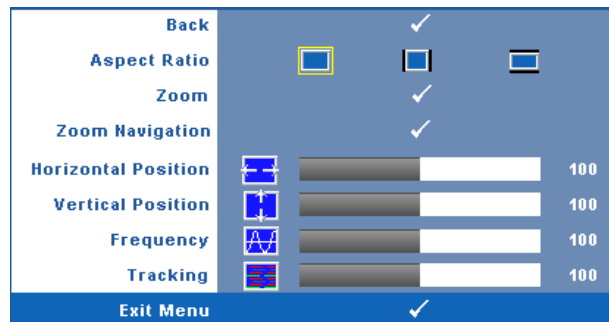 Back
Aspect Ratio
Zoom
Zoom Navigation
Horizontal Position 100
Vertical Position 100
Frequency 100
Tracking 100
Exit Menu